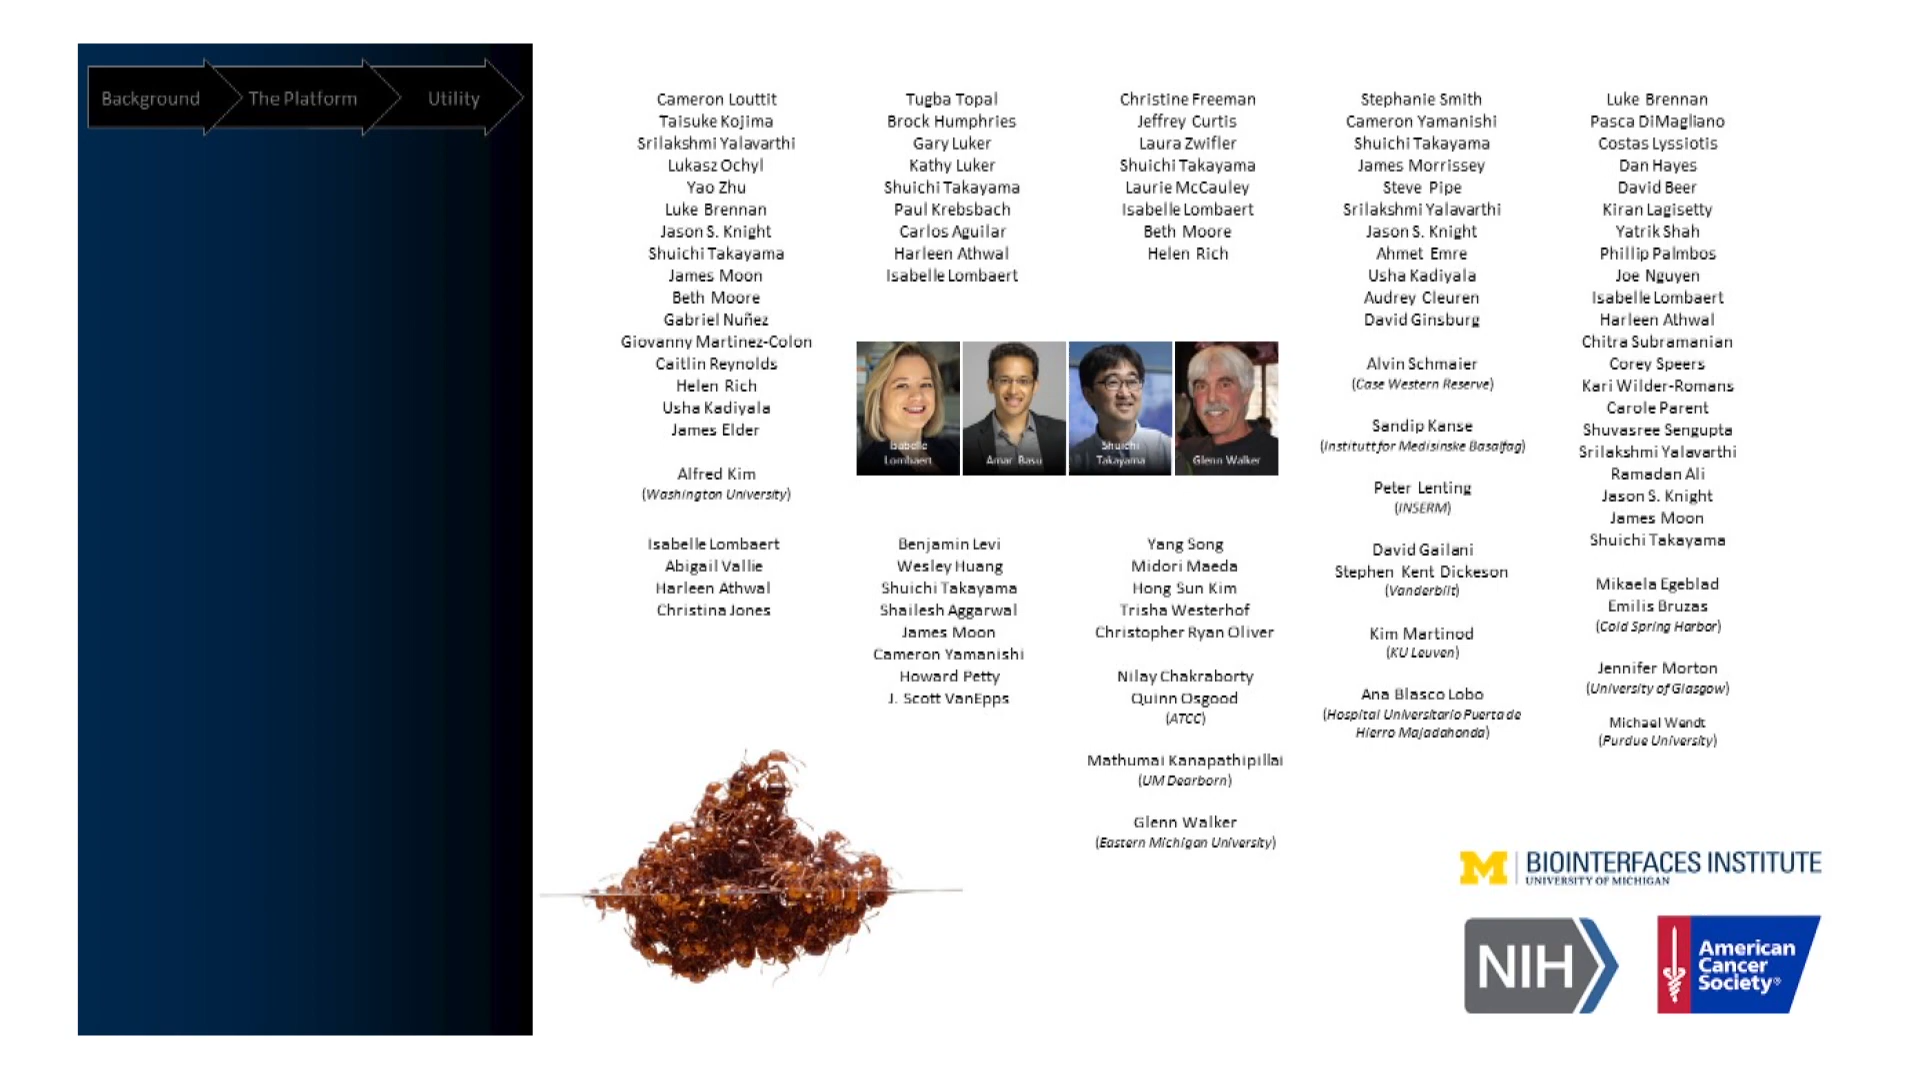 Background
The Platform
Utility
Cameron Louttit
Taisuke Kojima
Srilakshmi Yalavarthi
Lukasz Ochyl
Yao Zhu
Luke Brennan
Jason S. Knight
Shuichi Takayama
James Moon
Beth Moore
Gabriel Nuñez
Giovanny Martinez-Colon
Caitlin Reynolds
Helen Rich
Usha Kadiyala
James Elder
Alfred Kim
(Washington University)
Isabelle Lombaert
Abigail Vallie
Harleen Athwal
Christina Jones
Tugba Topal
Brock Humphries
Gary Luker
Kathy Luker
Shuichi Takayama
Paul Krebsbach
Carlos Aguilar
Harleen Athwal
Isabelle Lombaert
Christine Freeman
Jeffrey Curtis
Laura Zwifler
Shuichi Takayama
Laurie McCauley
Isabelle Lombaert
Beth Moore
Helen Rich
Isabelle
Lombaert
Amar Basu
Shuichi
Takayama
Glenn Walker
Benjamin Levi
Wesley Huang
Shuichi Takayama
Shailesh Aggarwal
James Moon
Cameron Yamanishi
Howard Petty
J. Scott VanEpps
Yang Song
Midori Maeda
Hong Sun Kim
Trisha Westerhof
Christopher Ryan Oliver
Nilay Chakraborty
Quinn Osgood
(ATCC)
Mathumai Kanapathipillai
(UM Dearborn)
Glenn Walker
(Eastern Michigan University)
Stephanie Smith
Cameron Yamanishi
Shuichi Takayama
James Morrissey
Steve Pipe
Srilakshmi Yalavarthi
Jason S. Knight
Ahmet Emre
Usha Kadiyala
Audrey Cleuren
David Ginsburg
Alvin Schmaier
(Case Western Reserve)
Sandip Kanse
(Institutt for Medisinske Basalfag)
Peter Lenting
(INSERM)
David Gailani
Stephen Kent Dickeson
(Vanderbilt)
Kim Martinod
(KU Leuven)
Ana Blasco Lobo
(Hospital Universitario Puerta de
Hierro Majadahonda)
Luke Brennan
Pasca DiMagliano
Costas Lyssiotis
Dan Hayes
David Beer
Kiran Lagisetty
Yatrik Shah
Phillip Palmbos
Joe Nguyen
Isabelle Lombaert
Harleen Athwal
Chitra Subramanian
Corey Speers
Kari Wilder-Romans
Carole Parent
Shuvasree Sengupta
Srilakshmi Yalavarthi
Ramadan Ali
Jason S. Knight
James Moon
Shuichi Takayama
Mikaela Egeblad
Emilis Bruzas
(Cold Spring Harbor)
Jennifer Morton
(University of Glasgow)
Michael Wendt
(Purdue University)
M BIOINTERFACES INSTITUTE
UNIVERSITY OF MICHIGAN
NIH
American
Cancer
Society®